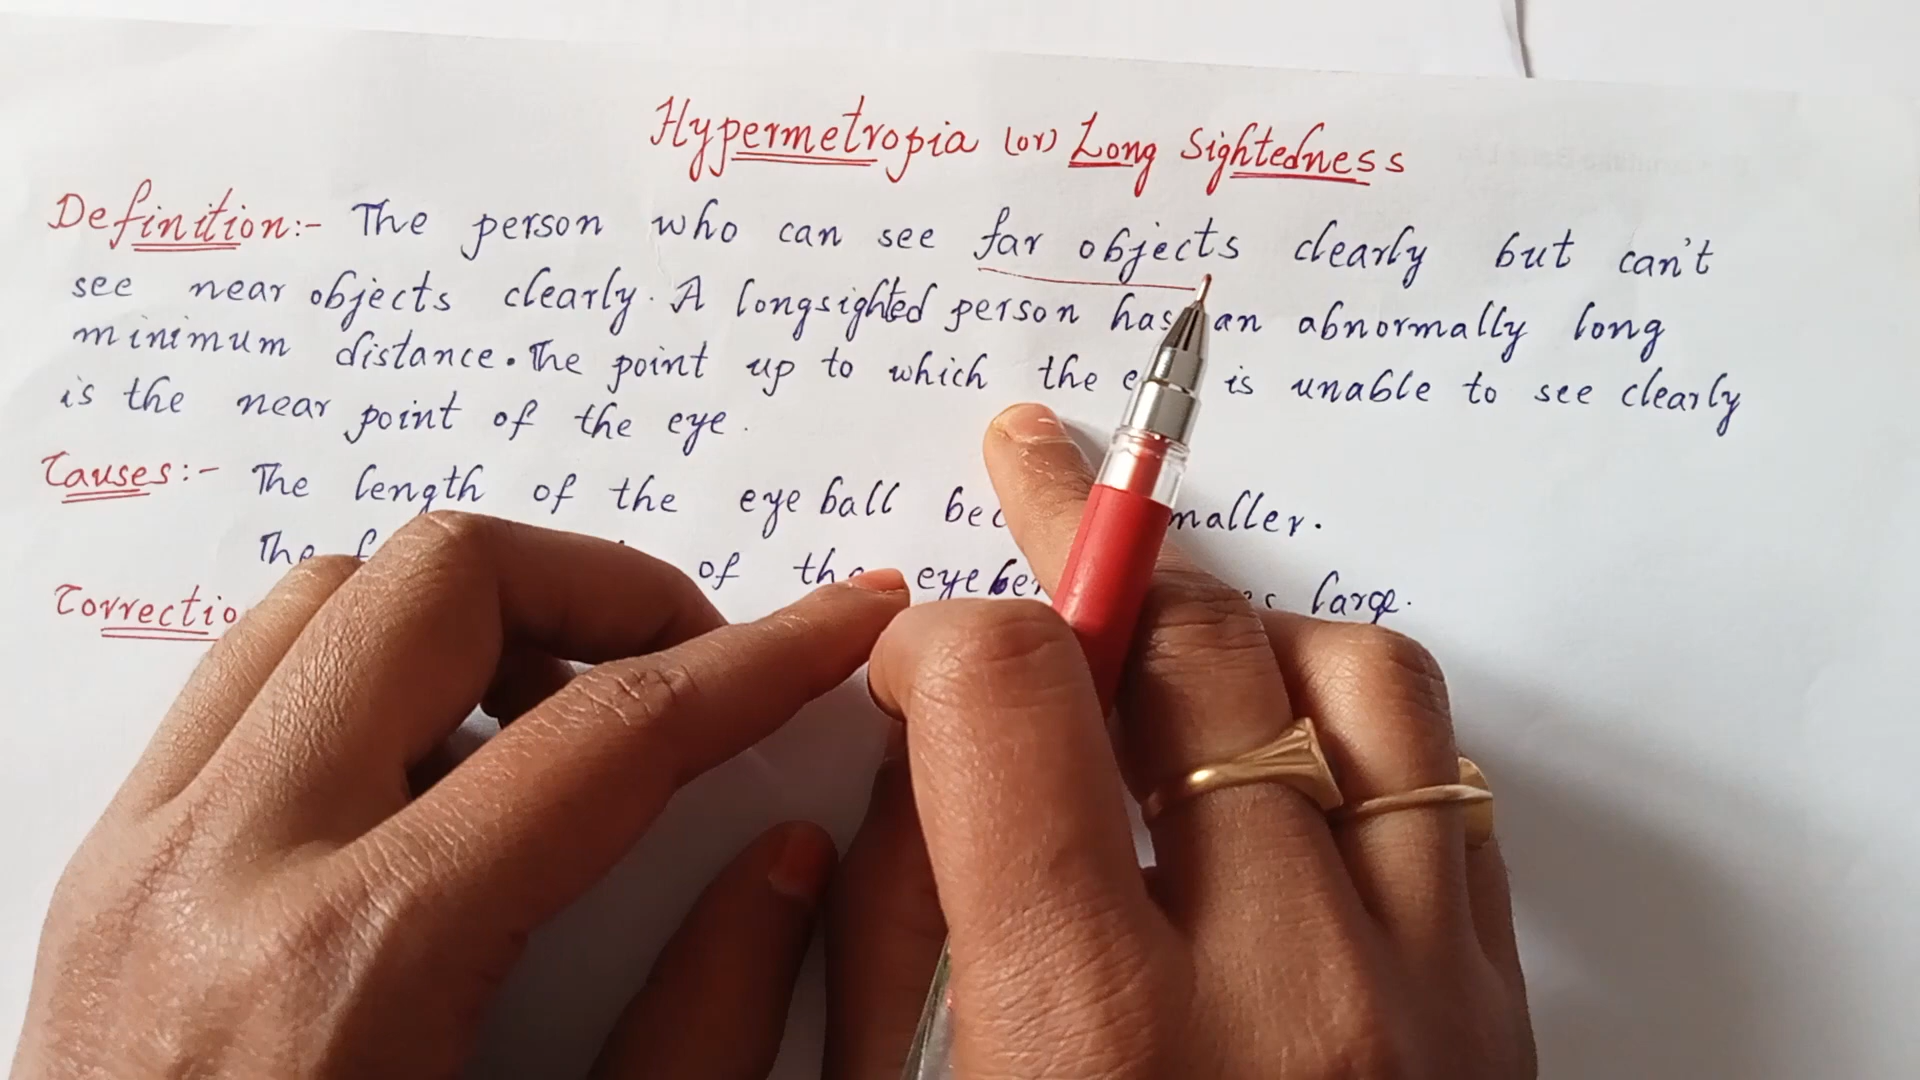 Hypermetropia (or) Long Sightedness
Definition:- The person who can see far objects clearly but can't
see near objects clearly. A longsighted person has an abnormally long
minimum distance. The point up to which the is unable to see clearly
is the near point of the eye.
Causes:- The length of the eye ball maller.
The of the eye large.
Correctio